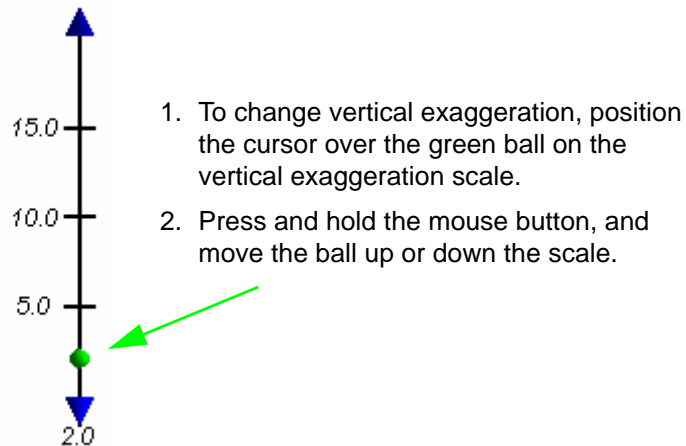 15.0
10.0
5.0
2.0
1. To change vertical exaggeration, position
the cursor over the green ball on the
vertical exaggeration scale.
2. Press and hold the mouse button, and
move the ball up or down the scale.